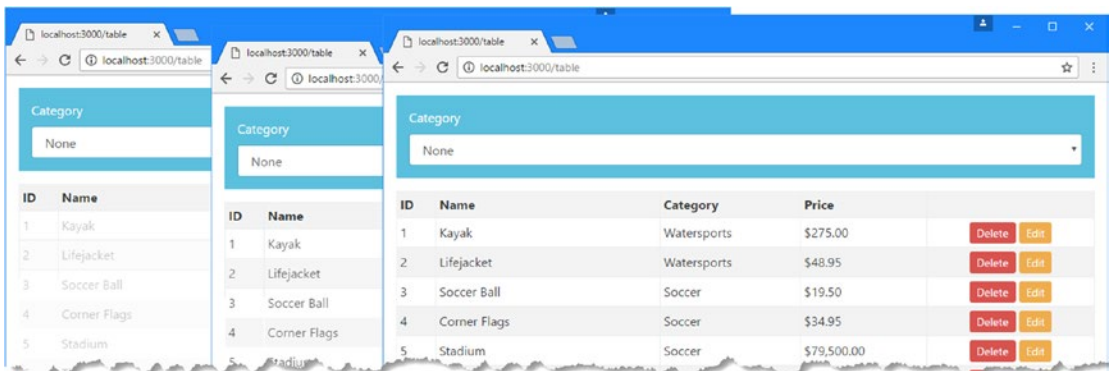 localhost:3000/table
localhost:3000/table
Category
None
ID Name
1 Kayak
2 Lifejacket
3 Soccer Ball
4 Corner Flags
5 Stadium
localhost:3000/table
localhost:3000/
Category
None
ID Name
1 Kayak
2 Lifejacket
3 Soccer Ball
4 Corner Flags
5 Stadium
localhost:3000/table
localhost:3000/table
Category
None
ID Name Category Price
1 Kayak Watersports $275.00 Delete Edit
2 Lifejacket Watersports $48.95 Delete Edit
3 Soccer Ball Soccer $19.50 Delete Edit
4 Corner Flags Soccer $34.95 Delete Edit
5 Stadium Soccer $79,500.00 Delete Edit